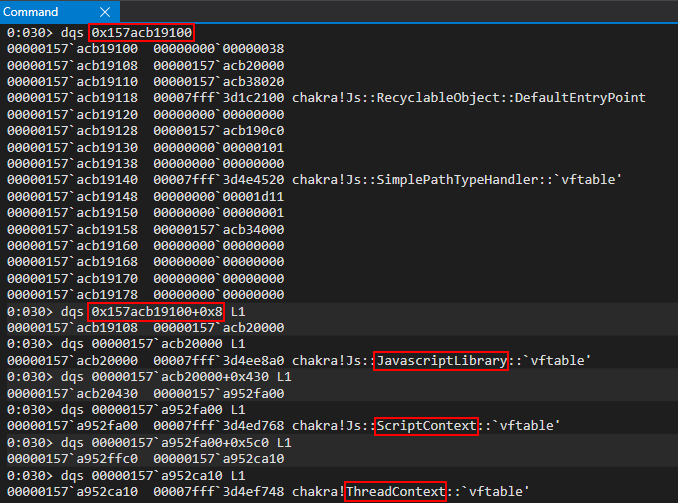 Command
0:030> dqs 0x157acb19100
00000157`acb19100  00000000`00000038
00000157`acb19108  00000157`acb20000
00000157`acb19110  00000157`acb38020
00000157`acb19118  00007fff`3d1c2100 chakra!Js::RecyclableObject::DefaultEntryPoint
00000157`acb19120  00000000`00000000
00000157`acb19128  00000157`acb190c0
00000157`acb19130  00000000`00000101
00000157`acb19138  00000000`00000000
00000157`acb19140  00007fff`3d4e4520 chakra!Js::SimplePathTypeHandler::`vftable'
00000157`acb19148  00000000`00001d11
00000157`acb19150  00000000`00000001
00000157`acb19158  00000157`acb34000
00000157`acb19160  00000000`00000000
00000157`acb19168  00000000`00000000
00000157`acb19170  00000000`00000000
00000157`acb19178  00000000`00000000
0:030> dqs 0x157acb19100+0x8 L1
00000157`acb19108  00000157`acb20000
0:030> dqs 00000157`acb20000 L1
00000157`acb20000  00007fff`3d4ee8a0 chakra!Js::JavascriptLibrary::`vftable'
0:030> dqs 00000157`acb20000+0x430 L1
00000157`acb20430  00000157`a952fa00
0:030> dqs 00000157`a952fa00 L1
00000157`a952fa00  00007fff`3d4ed768 chakra!Js::ScriptContext::`vftable'
0:030> dqs 00000157`a952fa00+0x5c0 L1
00000157`a952ffc0  00000157`a952ca10
0:030> dqs 00000157`a952ca10 L1
00000157`a952ca10  00007fff`3d4ef748 chakra!ThreadContext::`vftable'